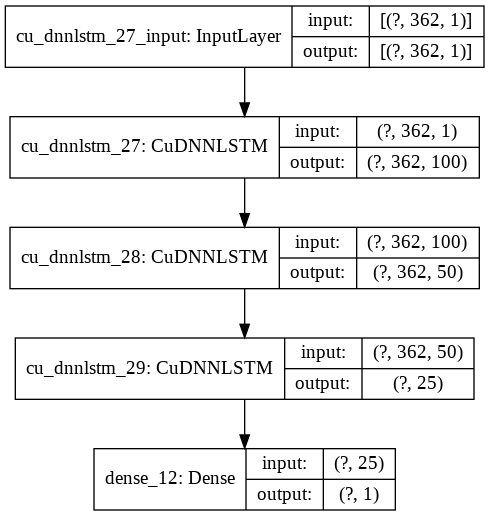 cu_dnnlstm_27_input: InputLayer input: [(?, 362, 1)]
output: [(?, 362, 1)]
cu_dnnlstm_27: CuDNNLSTM input: (?, 362, 1)
output: (?, 362, 100)
cu_dnnlstm_28: CuDNNLSTM input: (?, 362, 100)
output: (?, 362, 50)
cu_dnnlstm_29: CuDNNLSTM input: (?, 362, 50)
output: (?, 25)
dense_12: Dense input: (?, 25)
output: (?, 1)